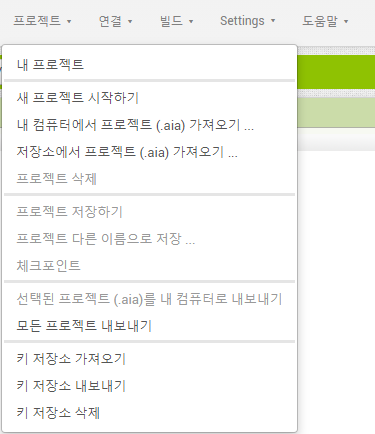 프로젝트 연결 빌드 Settings 도움말
내 프로젝트
새 프로젝트 시작하기
내 컴퓨터에서 프로젝트 (.aia) 가져오기 ...
저장소에서 프로젝트 (.aia) 가져오기 ...
프로젝트 삭제
프로젝트 저장하기
프로젝트 다른 이름으로 저장 ...
체크포인트
선택된 프로젝트 (.aia)를 내 컴퓨터로 내보내기
모든 프로젝트 내보내기
키 저장소 가져오기
키 저장소 내보내기
키 저장소 삭제